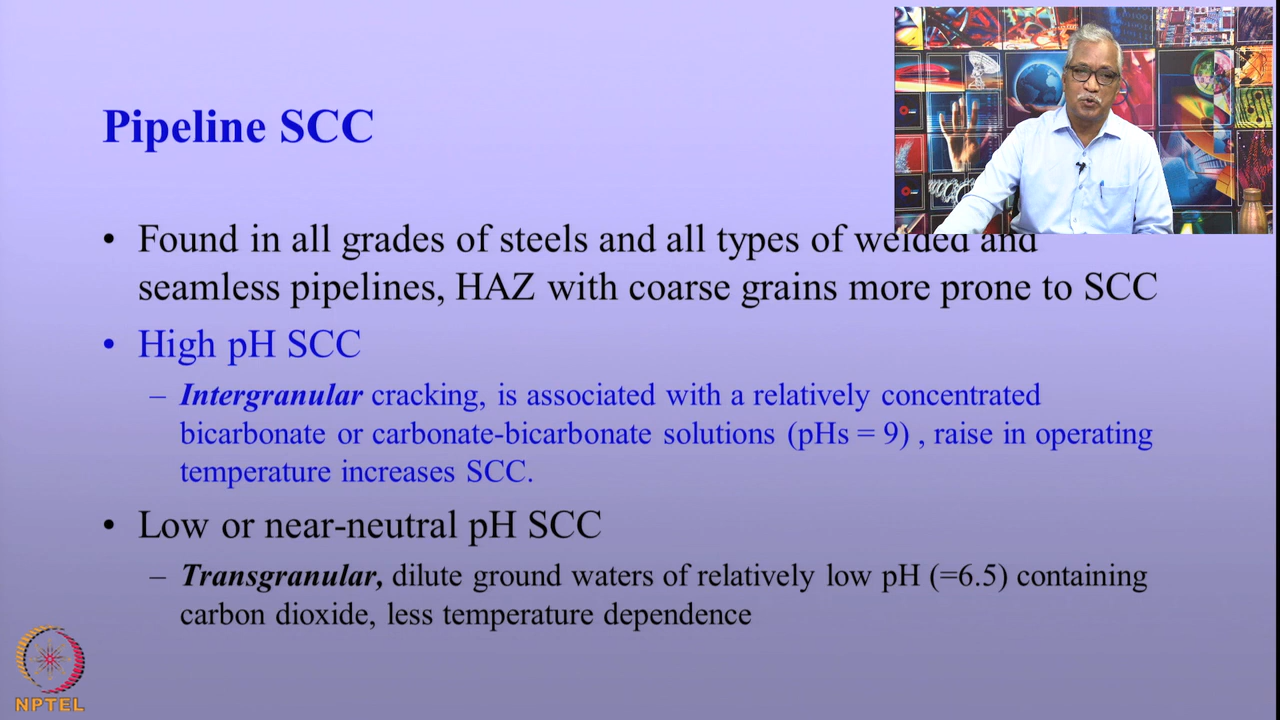 Pipeline SCC
• Found in all grades of steels and all types of welded and
seamless pipelines, HAZ with coarse grains more prone to SCC
• High pH SCC
– Intergranular cracking, is associated with a relatively concentrated
bicarbonate or carbonate-bicarbonate solutions (pHs = 9) , raise in operating
temperature increases SCC.
• Low or near-neutral pH SCC
– Transgranular, dilute ground waters of relatively low pH (=6.5) containing
carbon dioxide, less temperature dependence
NPTEL